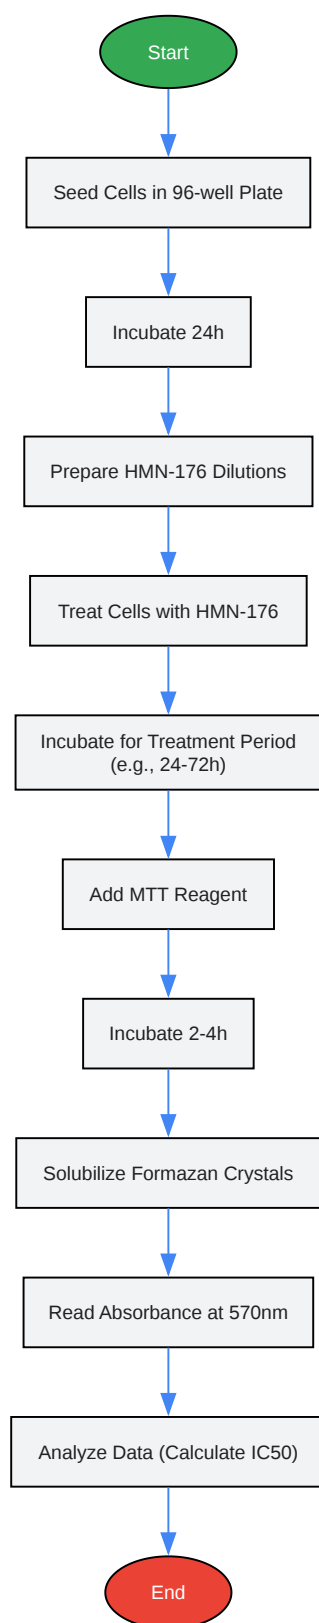 Start
Seed Cells in 96-well Plate
Incubate 24h
Prepare HMN-176 Dilutions
Treat Cells with HMN-176
Incubate for Treatment Period
(e.g., 24-72h)
Add MTT Reagent
Incubate 2-4h
Solubilize Formazan Crystals
Read Absorbance at 570nm
Analyze Data (Calculate IC50)
End